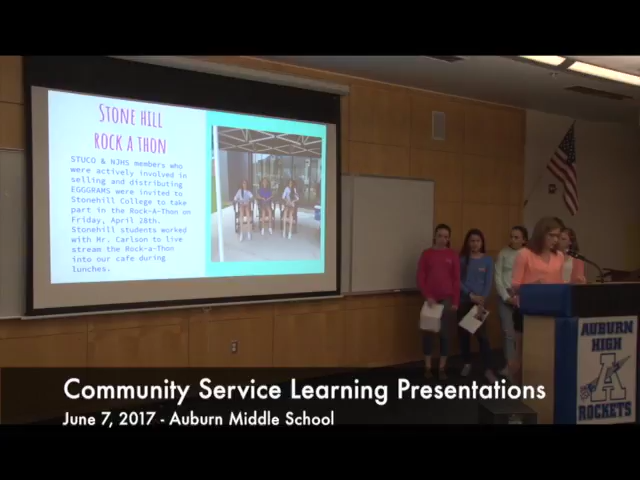 STONE HILL
ROCK A THON
STUCO & NJHS members who
were actively involved in
selling and distributing
EGGGRAMS were invited to
Stonehill College to take
part in the Rock-A-Thon on
Friday, April 28th.
Stonehill students worked
with Mr. Carlson to live
stream the Rock-a-Thon
into our cafe during
lunches.
AUBURN
HIGH
A
ROCKETS
Community Service Learning Presentations
June 7, 2017 - Auburn Middle School